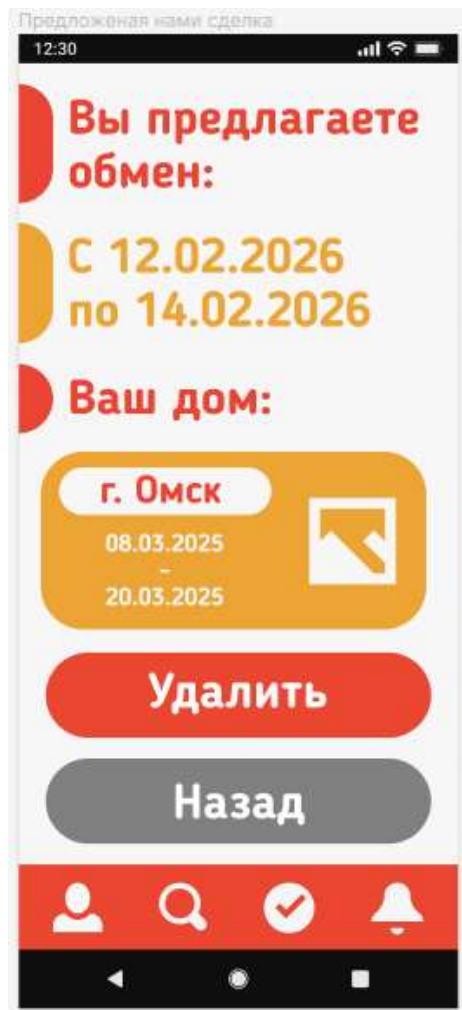 Предложеная нами сделка
12:30
Вы предлагаете
обмен:
С 12.02.2026
по 14.02.2026
Ваш дом:
г. Омск
08.03.2025
-
20.03.2025
Удалить
Назад